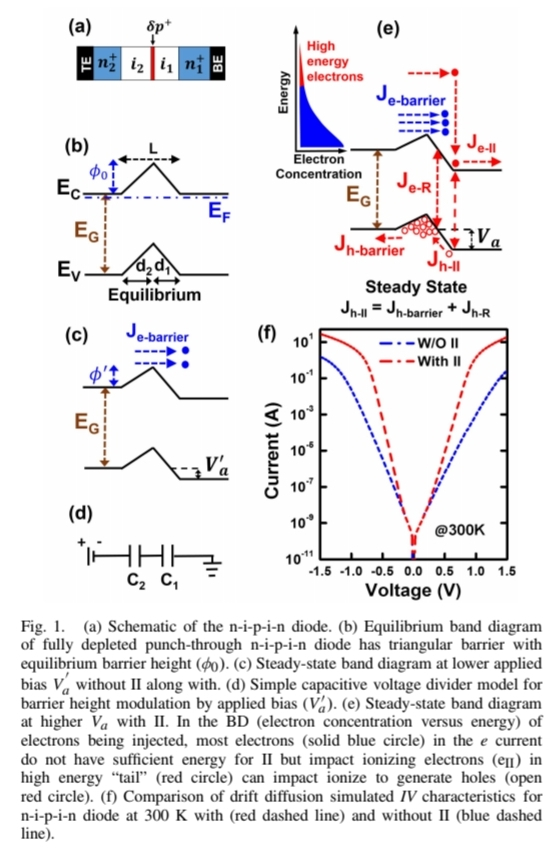 (a)
δp⁺
TE
n₂⁺
i₂
i₁
n₁⁺
BE
(b)
L
ϕ₀
E_C
E_F
E_G
E_V
d₂
d₁
Equilibrium
(c)
J_e-barrier
ϕ′
E_G
V′ₐ
(d)
+ -
C₂ C₁
(e)
High
energy
electrons
Energy
Electron
Concentration
J_e-barrier
J_e-II
E_G
J_e-R
Vₐ
J_h-barrier
J_h-II
Steady State
J_h-II = J_h-barrier + J_h-R
(f)
W/O II
With II
10¹
10⁻¹
10⁻³
10⁻⁵
10⁻⁷
10⁻⁹
10⁻¹¹
Current (A)
@300K
-1.5 -1.0 -0.5 0.0 0.5 1.0 1.5
Voltage (V)
Fig. 1. (a) Schematic of the n-i-p-i-n diode. (b) Equilibrium band diagram
of fully depleted punch-through n-i-p-i-n diode has triangular barrier with
equilibrium barrier height (ϕ₀). (c) Steady-state band diagram at lower applied
bias V′ₐ without II along with. (d) Simple capacitive voltage divider model for
barrier height modulation by applied bias (V′ₐ). (e) Steady-state band diagram
at higher Vₐ with II. In the BD (electron concentration versus energy) of
electrons being injected, most electrons (solid blue circle) in the e current
do not have sufficient energy for II but impact ionizing electrons (e_II) in
high energy “tail” (red circle) can impact ionize to generate holes (open
red circle). (f) Comparison of drift diffusion simulated IV characteristics for
n-i-p-i-n diode at 300 K with (red dashed line) and without II (blue dashed
line).